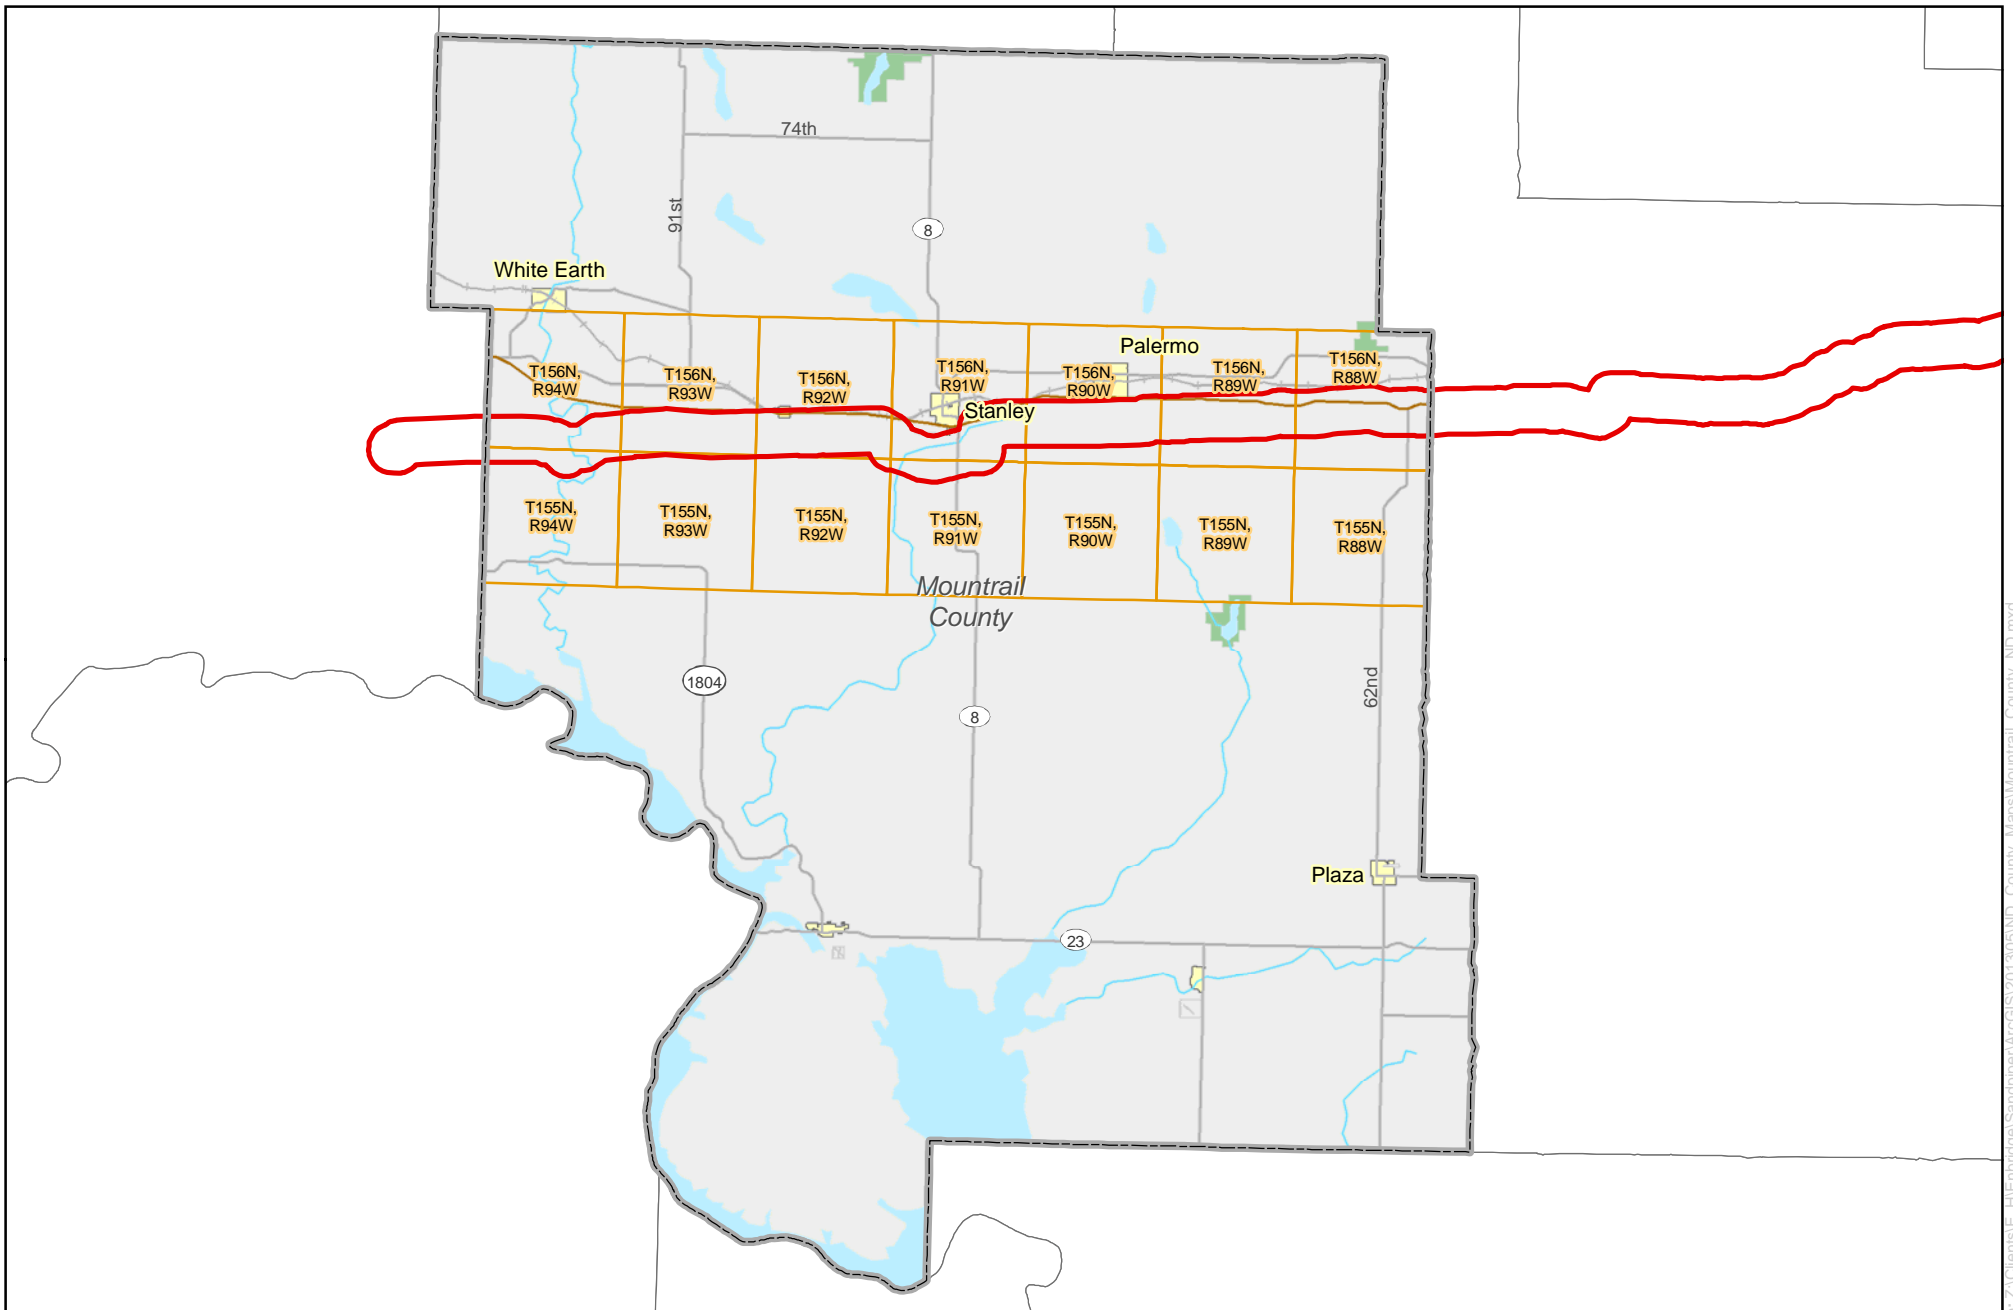 74th
91st
8
White Earth
Palermo
T156N,
R94W
T156N,
R93W
T156N,
R92W
T156N,
R91W
T156N,
R90W
T156N,
R89W
T156N,
R88W
Stanley
T155N,
R94W
T155N,
R93W
T155N,
R92W
T155N,
R91W
T155N,
R90W
T155N,
R89W
T155N,
R88W
Mountrail
County
1804
62nd
8
Plaza
23